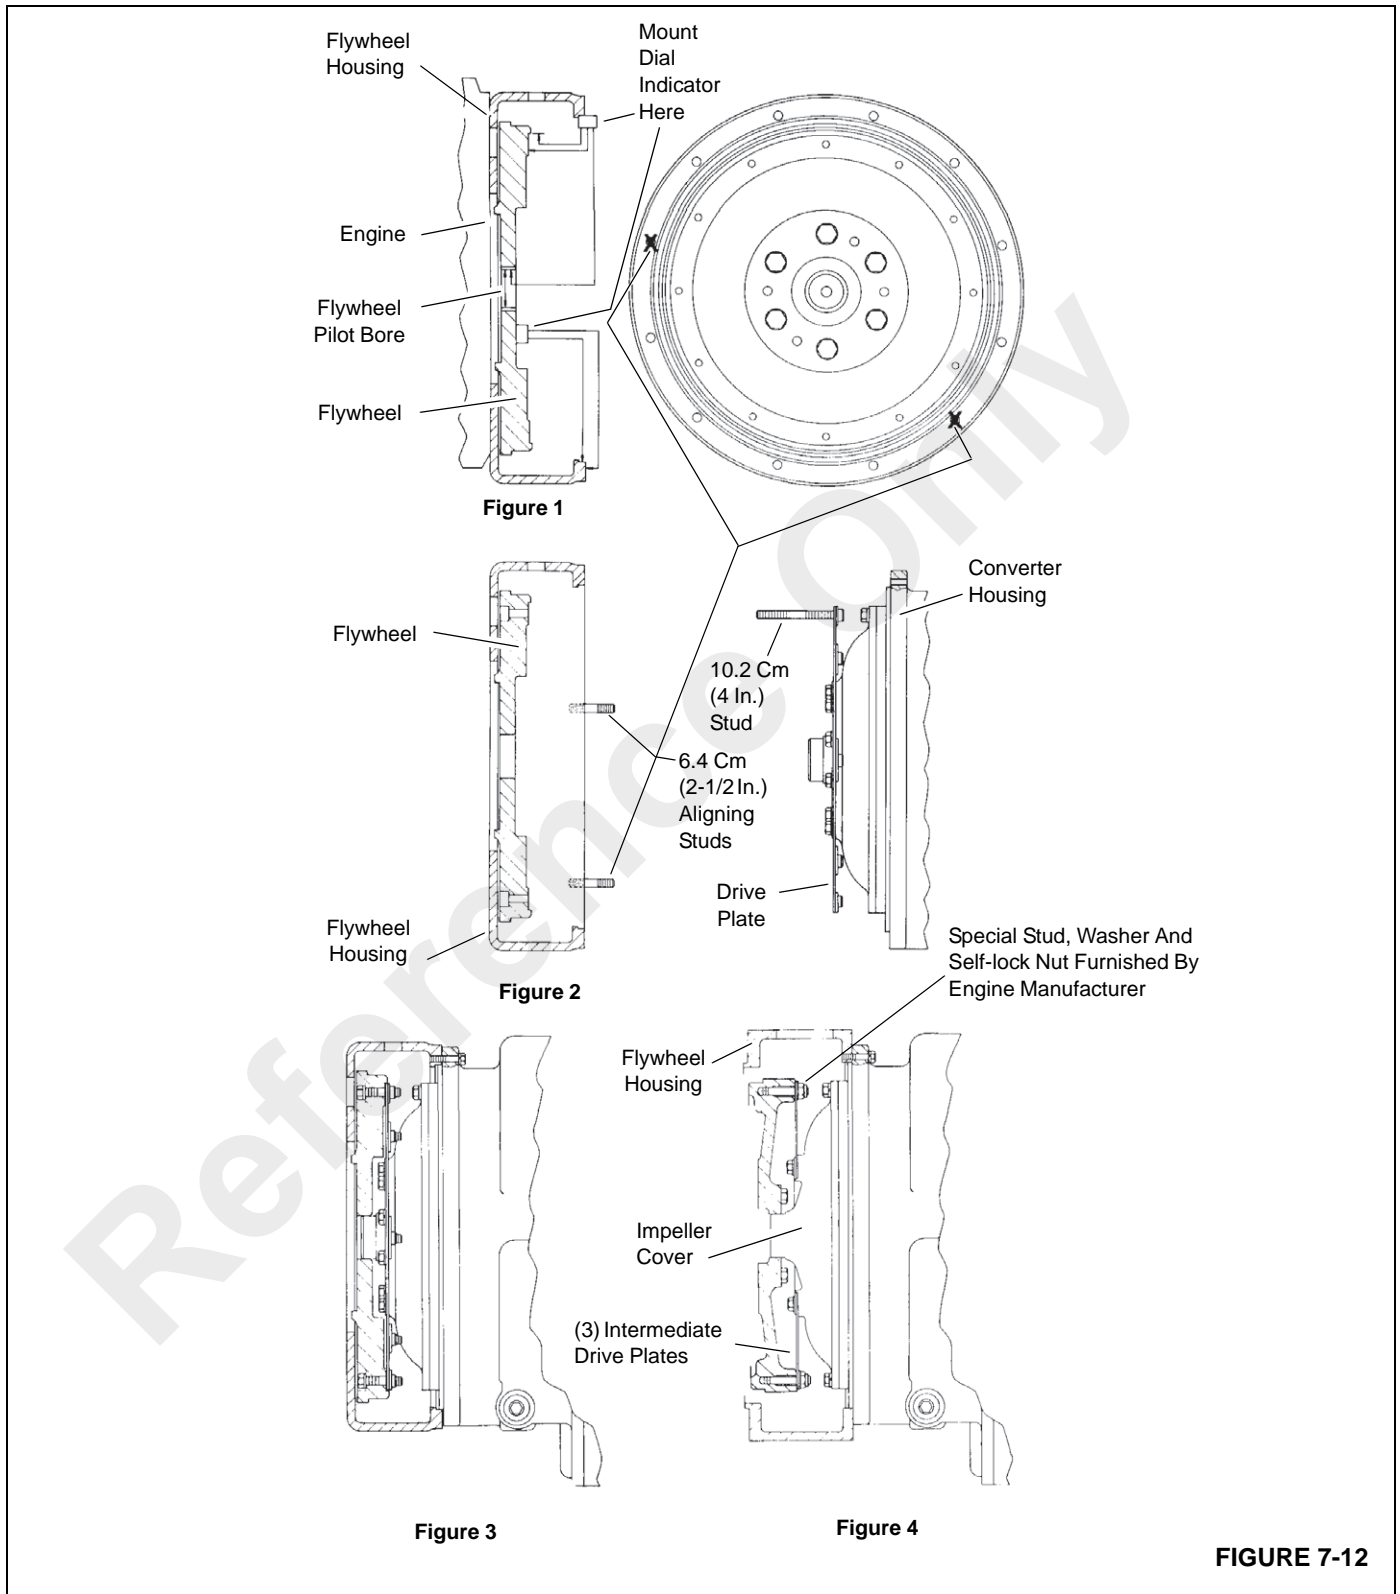 Flywheel
Housing
Mount
Dial
Indicator
Here
Engine
Flywheel
Pilot Bore
Flywheel
Figure 1
Converter
Housing
Flywheel
10.2 Cm
(4 In.)
Stud
6.4 Cm
(2-1/2 In.)
Aligning
Studs
Drive
Plate
Flywheel
Housing
Figure 2
Special Stud, Washer And
Self-lock Nut Furnished By
Engine Manufacturer
Flywheel
Housing
Impeller
Cover
(3) Intermediate
Drive Plates
Figure 3
Figure 4
FIGURE 7-12
Reference Only